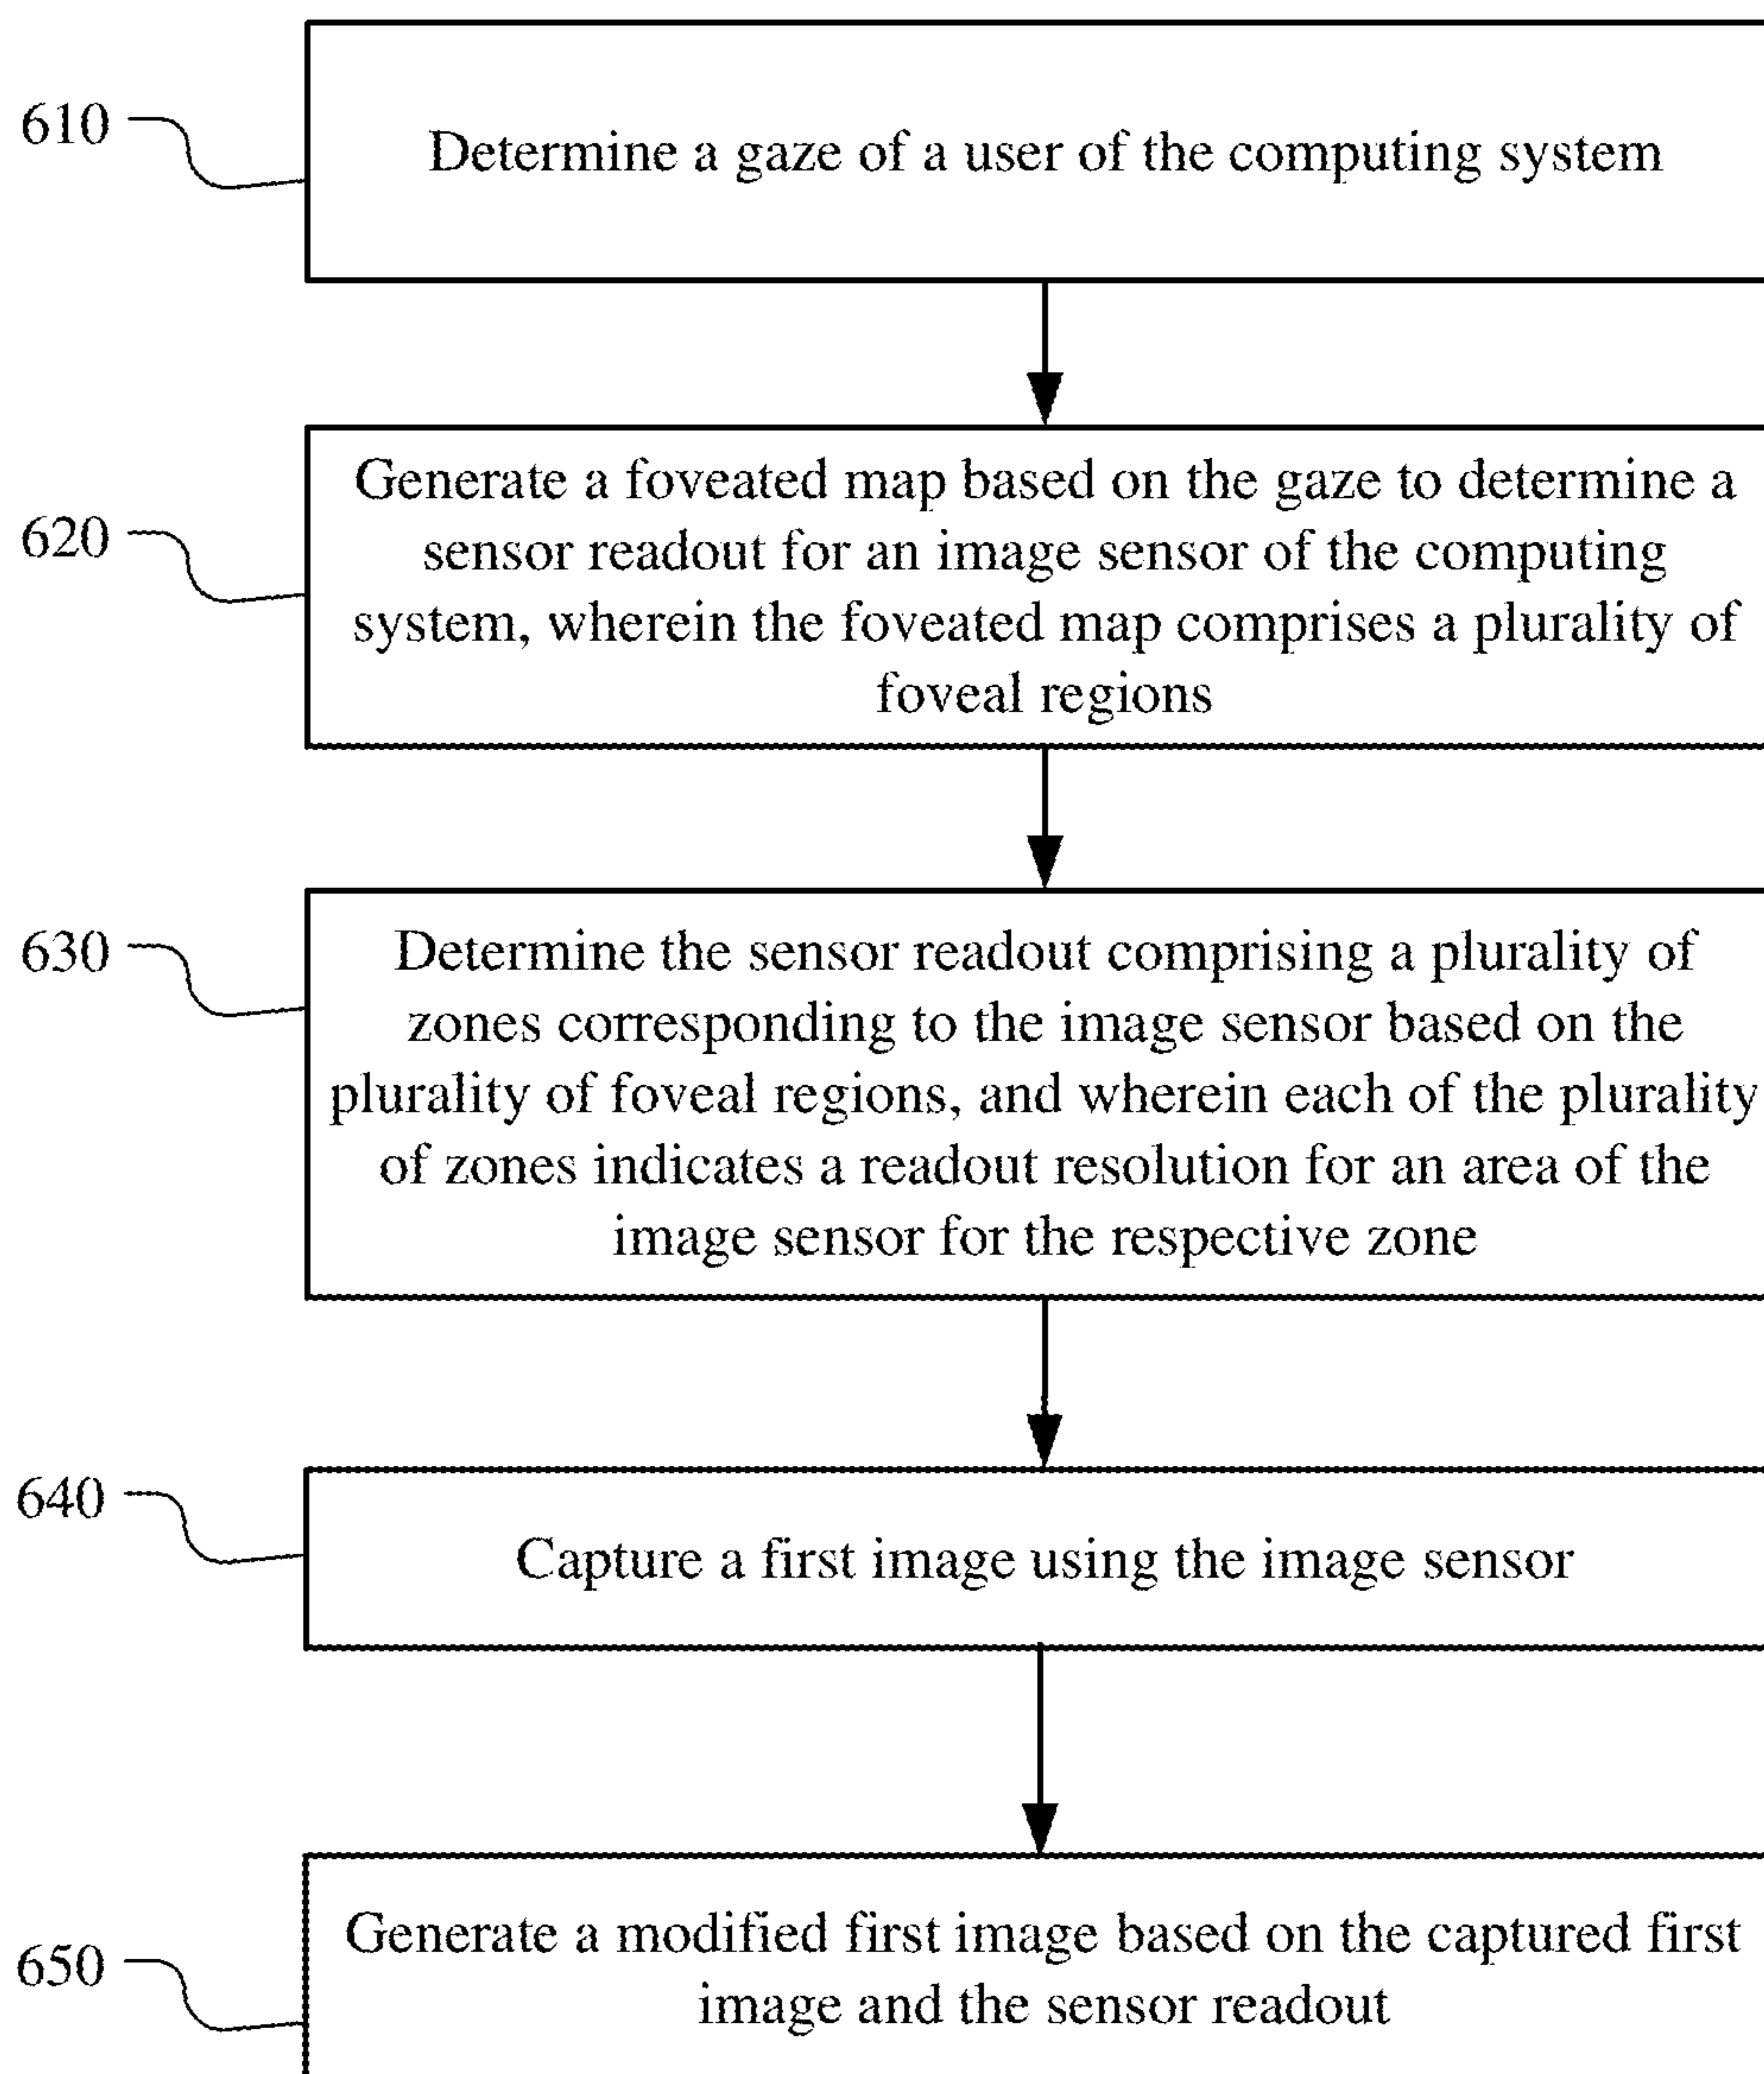 610
Determine a gaze of a user of the computing system
620
Generate a foveated map based on the gaze to determine a
sensor readout for an image sensor of the computing
system, wherein the foveated map comprises a plurality of
foveal regions
630
Determine the sensor readout comprising a plurality of
zones corresponding to the image sensor based on the
plurality of foveal regions, and wherein each of the plurality
of zones indicates a readout resolution for an area of the
image sensor for the respective zone
640
Capture a first image using the image sensor
650
Generate a modified first image based on the captured first
image and the sensor readout